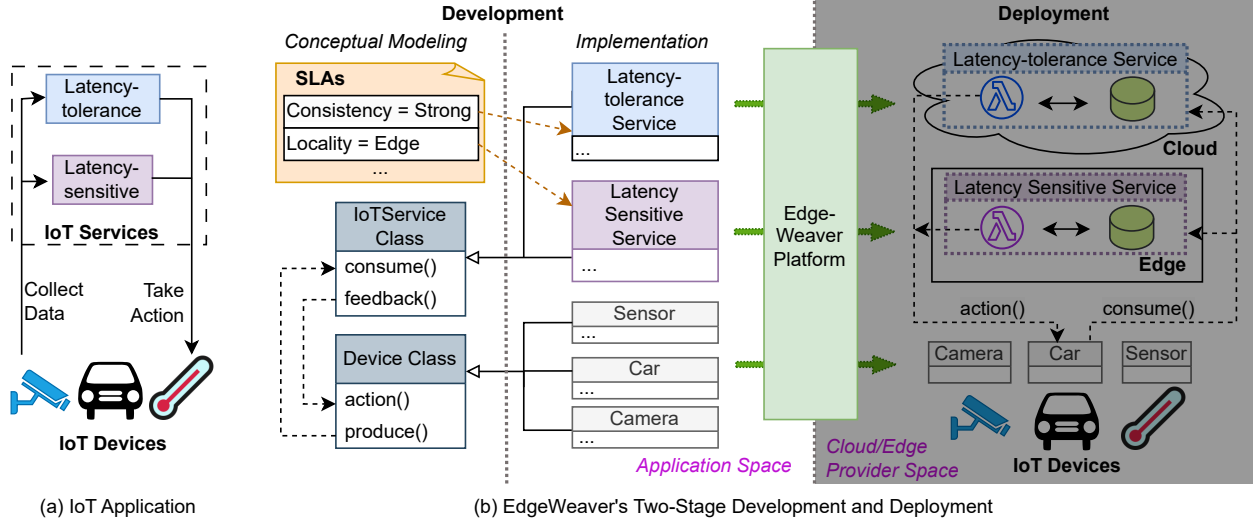 Latency-
tolerance
Latency-
sensitive
IoT Services
Collect
Data
Take
Action
IoT Devices
(a) IoT Application
Development
Conceptual Modeling
Implementation
SLAs
Consistency = Strong
Locality = Edge
...
IoTService
Class
consume()
feedback()
Device Class
action()
produce()
Latency-
tolerance
Service
...
Latency
Sensitive
Service
...
Sensor
...
Car
...
Camera
...
Application Space
Edge-
Weaver
Platform
Deployment
Latency-tolerance Service
Cloud
Latency Sensitive Service
Edge
action()
consume()
Camera
Car
Sensor
Cloud/Edge
Provider Space
IoT Devices
(b) EdgeWeaver's Two-Stage Development and Deployment